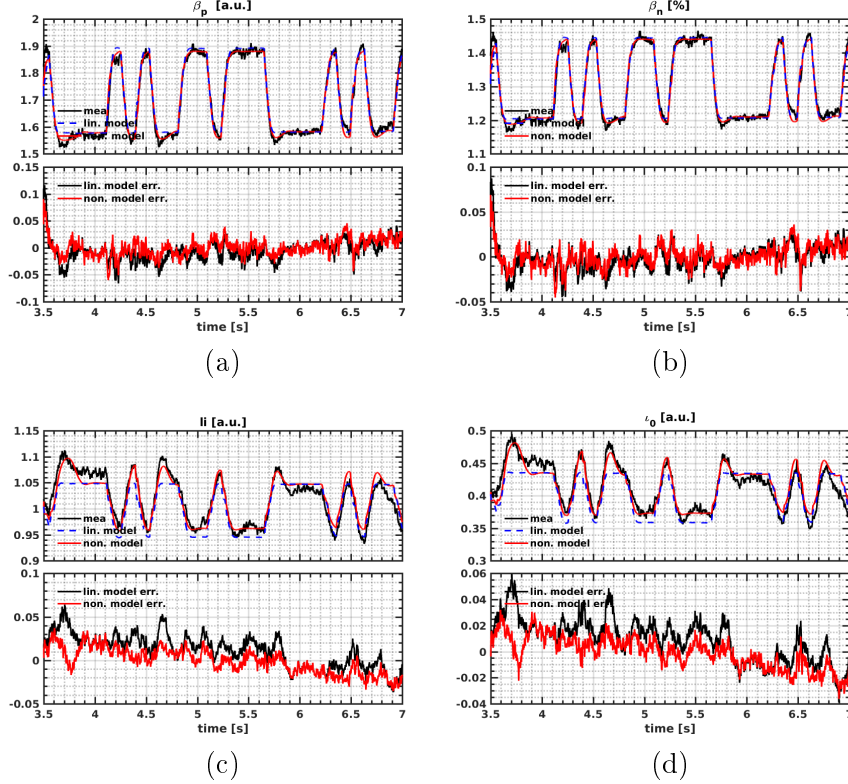 β_p [a.u.]
1.9
1.8
1.7
1.6
1.5
mea
lin. model
non. model
0.15
0.1
0.05
0
-0.05
-0.1
lin. model err.
non. model err.
3.5 4 4.5 5 5.5 6 6.5 7
time [s]
(a)
β_n [%]
1.5
1.4
1.3
1.2
1.1
mea
lin. model
non. model
0.1
0.05
0
-0.05
lin. model err.
non. model err.
3.5 4 4.5 5 5.5 6 6.5 7
time [s]
(b)
li [a.u.]
1.15
1.1
1.05
1
0.95
0.9
mea
lin. model
non. model
0.1
0.05
0
-0.05
lin. model err.
non. model err.
3.5 4 4.5 5 5.5 6 6.5 7
time [s]
(c)
ι_0 [a.u.]
0.5
0.45
0.4
0.35
0.3
mea
lin. model
non. model
0.06
0.04
0.02
0
-0.02
-0.04
lin. model err.
non. model err.
3.5 4 4.5 5 5.5 6 6.5 7
time [s]
(d)